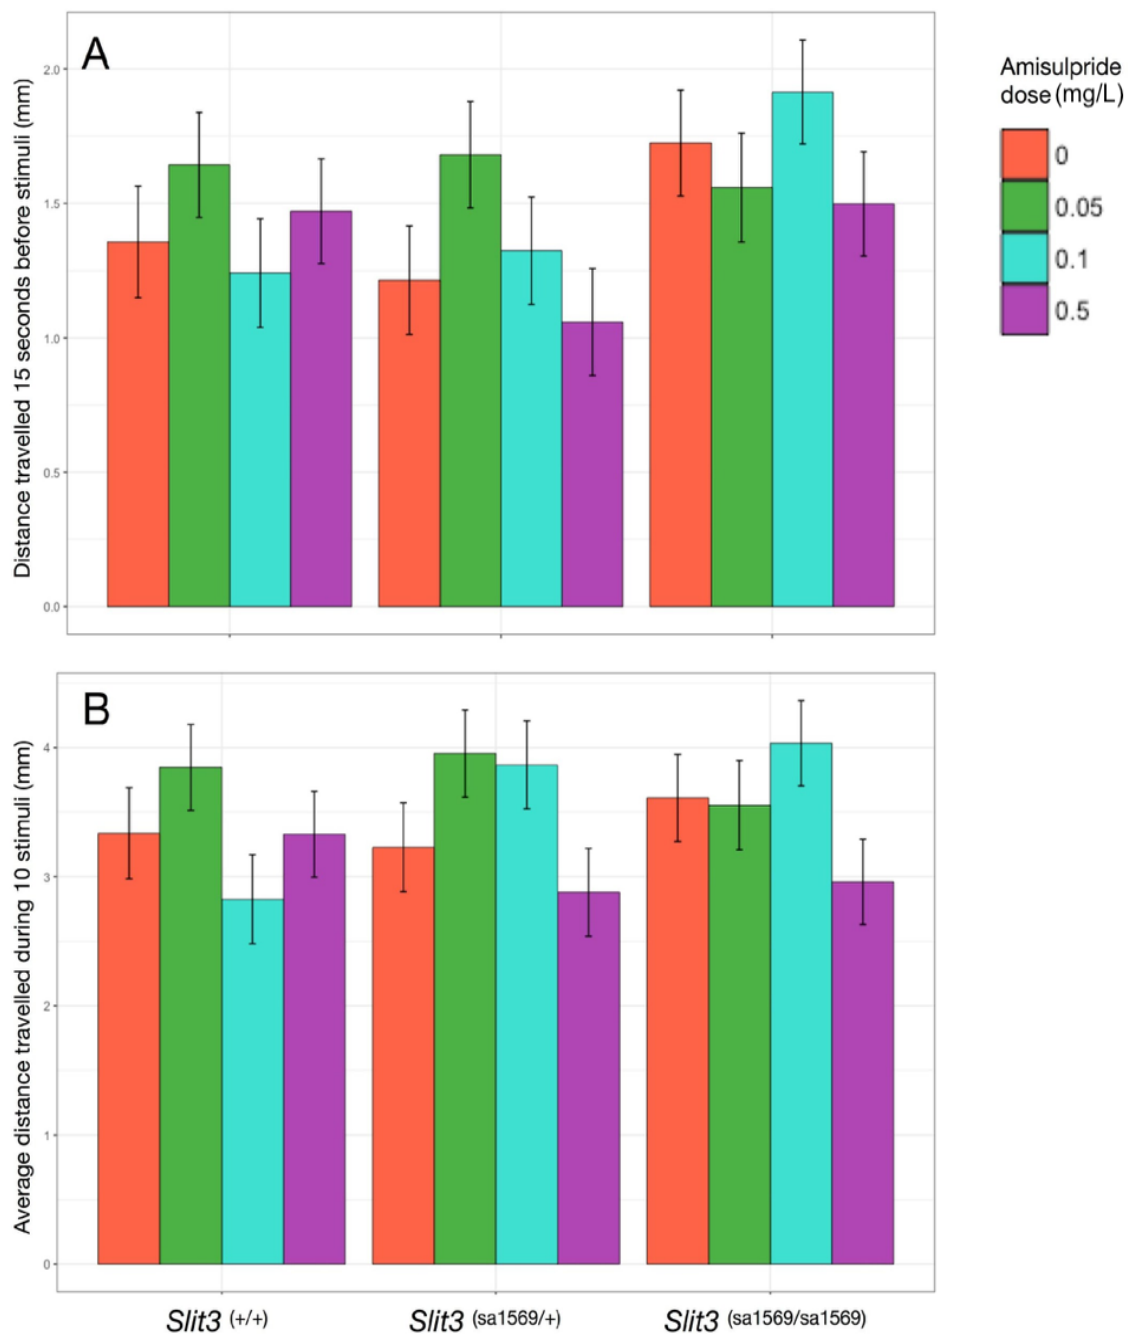 A
Distance travelled 15 seconds before stimuli (mm)
2.0
1.5
1.0
0.5
0.0
Amisulpride
dose (mg/L)
0
0.05
0.1
0.5
B
Average distance travelled during 10 stimuli (mm)
4
3
2
1
0
Slit3 (+/+)
Slit3 (sa1569/+)
Slit3 (sa1569/sa1569)